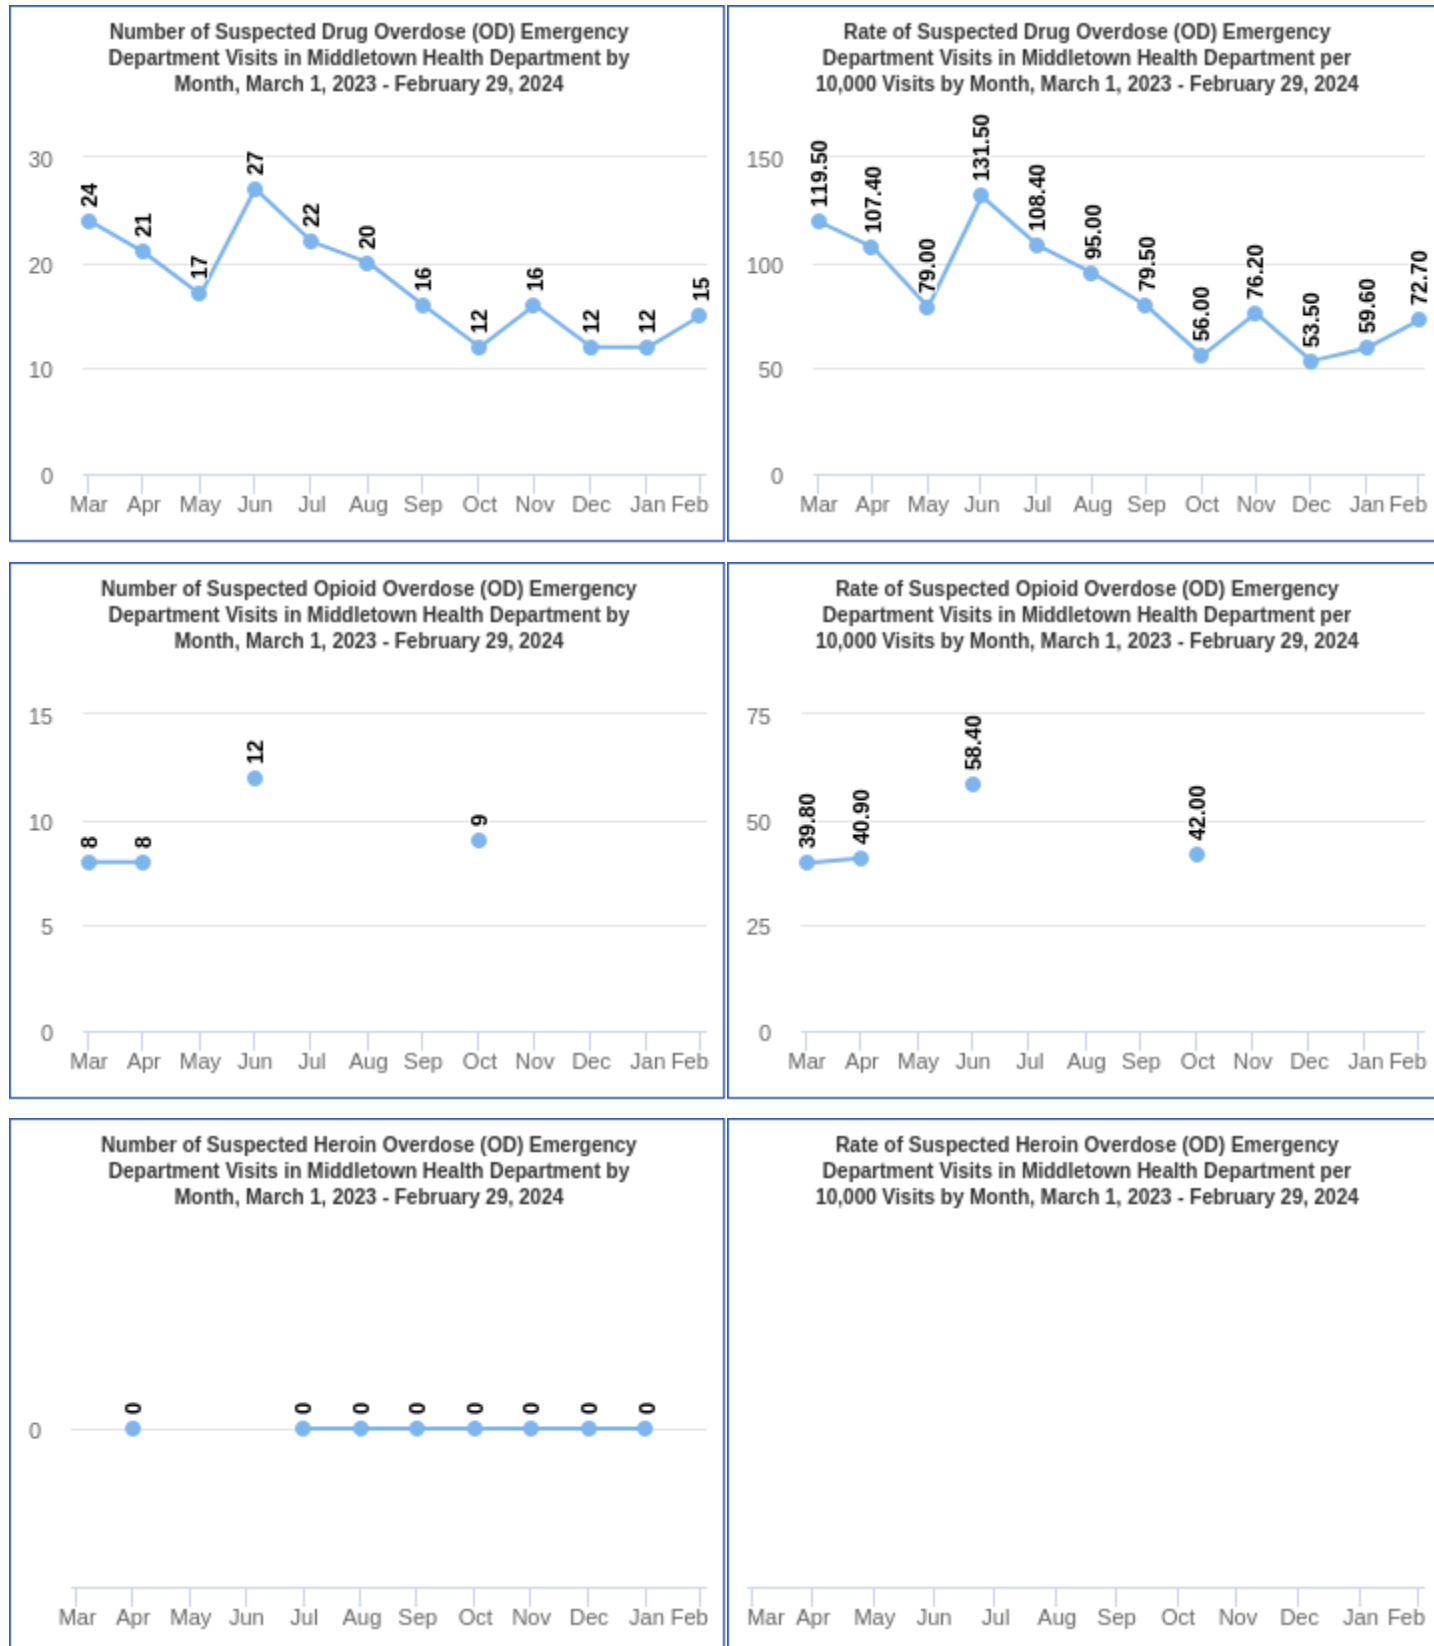 Number of Suspected Drug Overdose (OD) Emergency
Department Visits in Middletown Health Department by
Month, March 1, 2023 - February 29, 2024
30
20
10
0
24
21
17
27
22
20
16
12
16
12
12
15
Mar Apr May Jun Jul Aug Sep Oct Nov Dec Jan Feb
Rate of Suspected Drug Overdose (OD) Emergency
Department Visits in Middletown Health Department per
10,000 Visits by Month, March 1, 2023 - February 29, 2024
150
100
50
0
119.50
107.40
79.00
131.50
108.40
95.00
79.50
56.00
76.20
53.50
59.60
72.70
Mar Apr May Jun Jul Aug Sep Oct Nov Dec Jan Feb
Number of Suspected Opioid Overdose (OD) Emergency
Department Visits in Middletown Health Department by
Month, March 1, 2023 - February 29, 2024
15
10
5
0
8
8
12
9
Mar Apr May Jun Jul Aug Sep Oct Nov Dec Jan Feb
Rate of Suspected Opioid Overdose (OD) Emergency
Department Visits in Middletown Health Department per
10,000 Visits by Month, March 1, 2023 - February 29, 2024
75
50
25
0
39.80
40.90
58.40
42.00
Mar Apr May Jun Jul Aug Sep Oct Nov Dec Jan Feb
Number of Suspected Heroin Overdose (OD) Emergency
Department Visits in Middletown Health Department by
Month, March 1, 2023 - February 29, 2024
0
0
0
0
0
0
0
0
0
Mar Apr May Jun Jul Aug Sep Oct Nov Dec Jan Feb
Rate of Suspected Heroin Overdose (OD) Emergency
Department Visits in Middletown Health Department per
10,000 Visits by Month, March 1, 2023 - February 29, 2024
Mar Apr May Jun Jul Aug Sep Oct Nov Dec Jan Feb